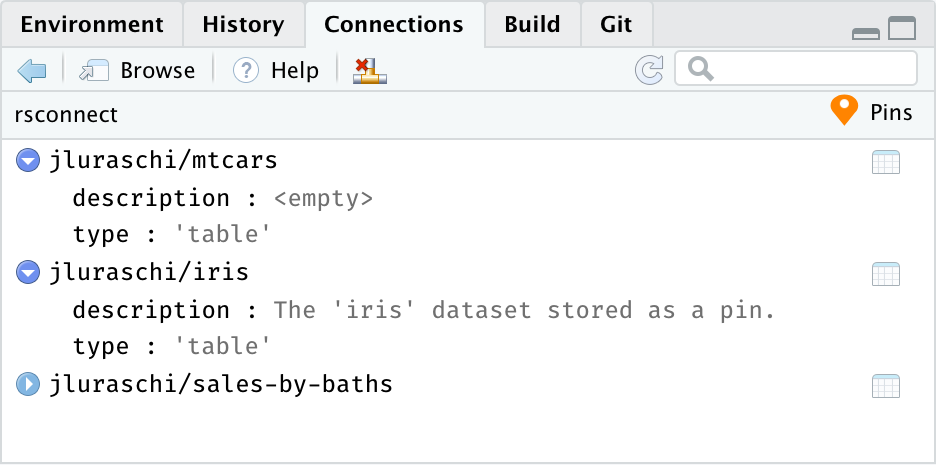 Environment History Connections Build Git
Browse ? Help
rsconnect Pins
jluraschi/mtcars
description : <empty>
type : 'table'
jluraschi/iris
description : The 'iris' dataset stored as a pin.
type : 'table'
jluraschi/sales-by-baths